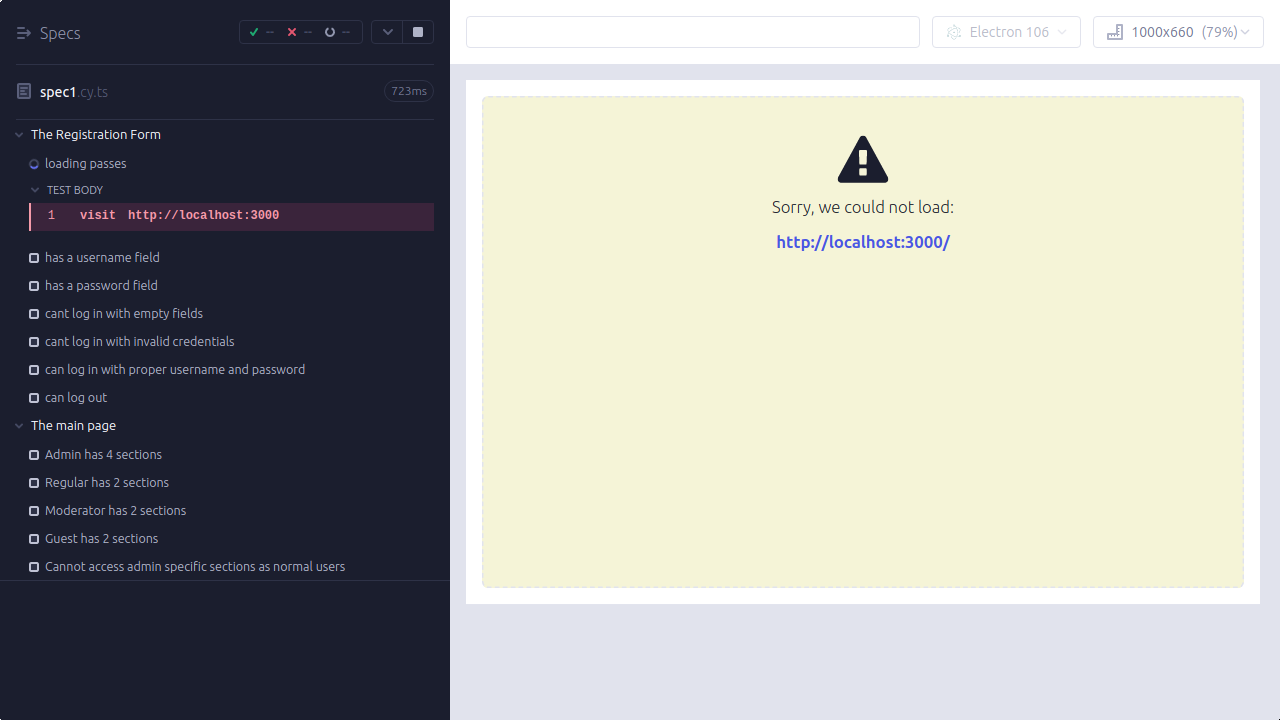 Specs
-- -- --
spec1.cy.ts
723ms
The Registration Form
loading passes
TEST BODY
1 visit http://localhost:3000
has a username field
has a password field
cant log in with empty fields
cant log in with invalid credentials
can log in with proper username and password
can log out
The main page
Admin has 4 sections
Regular has 2 sections
Moderator has 2 sections
Guest has 2 sections
Cannot access admin specific sections as normal users
Electron 106
1000x660 (79%)
Sorry, we could not load:
http://localhost:3000/